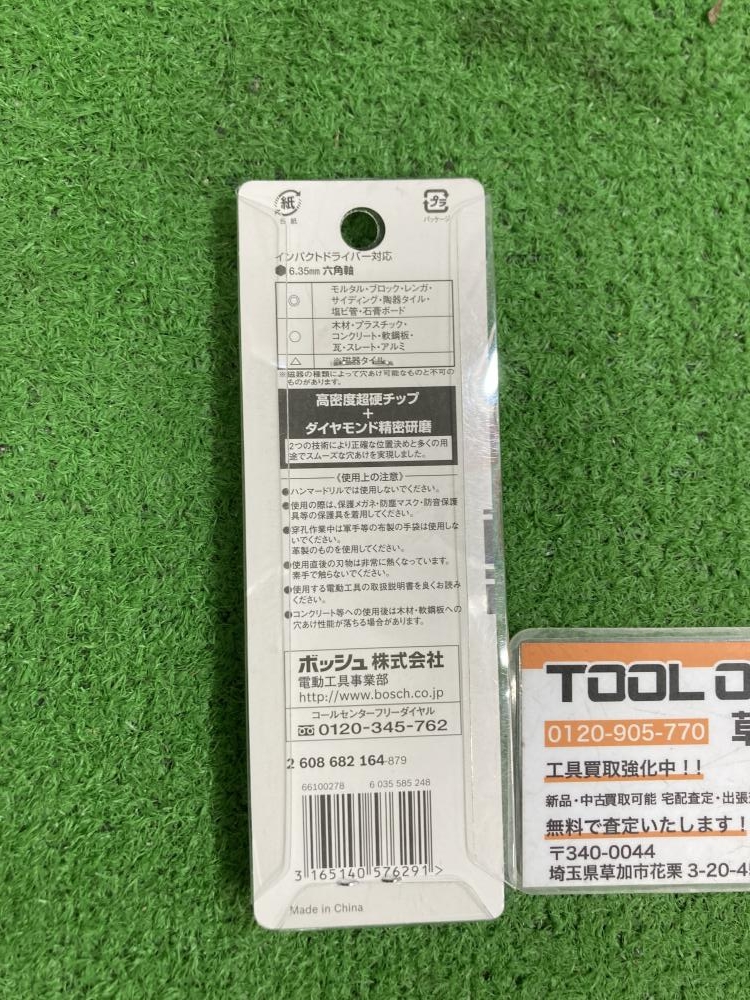 紙
台紙
プラ
パッケージ
インパクトドライバー対応
6.35mm 六角軸
◎ モルタル・ブロック・レンガ・
サイディング・陶器タイル・
塩ビ管・石膏ボード
○ 木材・プラスチック・
コンクリート・軟鋼板・
瓦・スレート・アルミ
△ ※磁器タイル
※磁器の種類によって穴あけ可能なものと不可の
ものがあります。
高密度超硬チップ
+
ダイヤモンド精密研磨
2つの技術により正確な位置決めと多くの用
途でスムーズな穴あけを実現しました。
《使用上の注意》
●ハンマードリルでは使用しないでください。
●使用の際は、保護メガネ・防塵マスク・防音保護
具等の保護具を着用してください。
●穿孔作業中は軍手等の布製の手袋は使用しな
いでください。
革製のものを使用してください。
●使用直後の刃物は非常に熱くなっています。
素手で触らないでください。
●使用する電動工具の取扱説明書を良くお読み
ください。
●コンクリート等への使用後は木材・軟鋼板への
穴あけ性能が落ちる場合があります。
ボッシュ株式会社
電動工具事業部
http://www.bosch.co.jp
コールセンターフリーダイヤル
0120-345-762
2 608 682 164-879
66100278 6 035 585 248
3 165140 576291 >
Made in China
TOOL O
0120-905-770 草
工具買取強化中!!
新品・中古買取可能 宅配査定・出張
無料で査定いたします!
〒340-0044
埼玉県草加市花栗 3-20-4